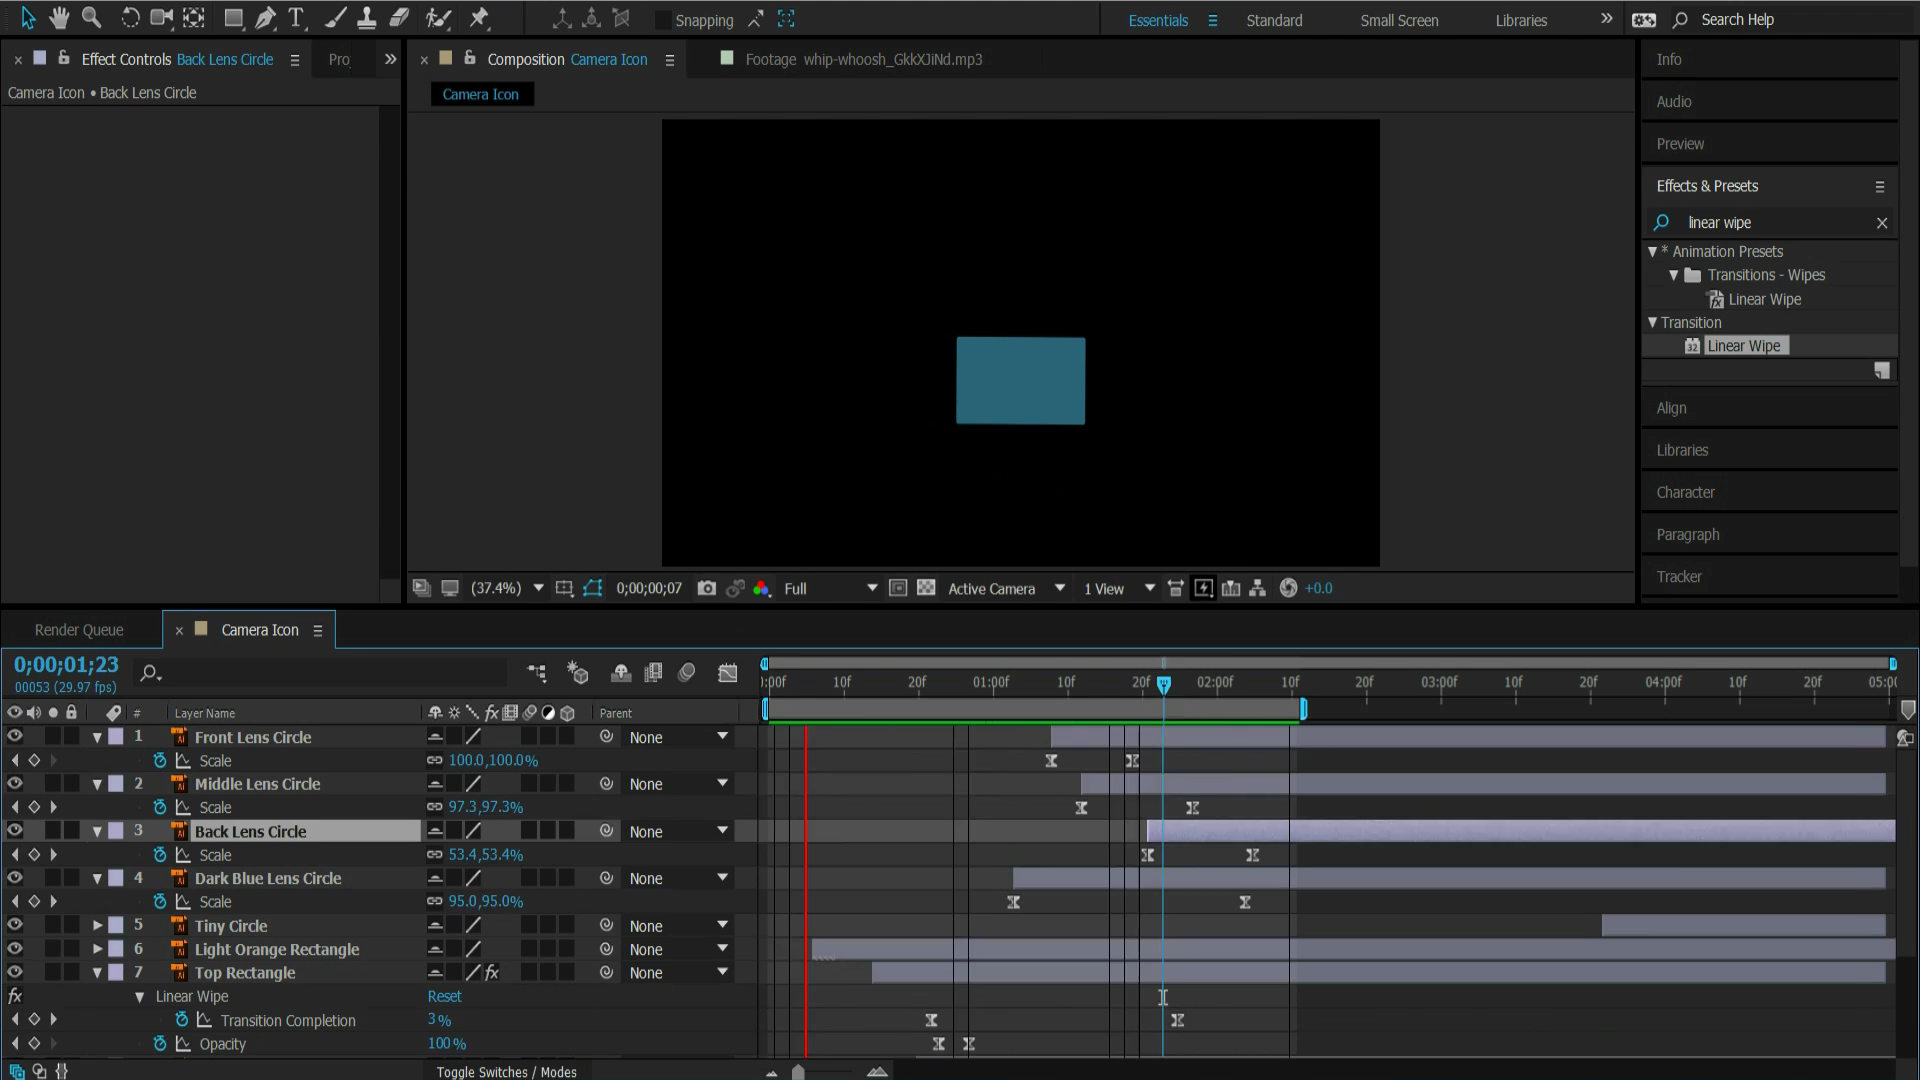 Snapping
Essentials
Standard
Small Screen
Libraries
Search Help
Effect Controls Back Lens Circle
Pro
Composition Camera Icon
Footage whip-whoosh_GkkXJiNd.mp3
Info
Camera Icon • Back Lens Circle
Camera Icon
Audio
Preview
Effects & Presets
linear wipe
* Animation Presets
Transitions - Wipes
Linear Wipe
Transition
32 Linear Wipe
Align
Libraries
Character
Paragraph
Tracker
(37.4%)
0;00;00;07
Full
Active Camera
1 View
+0.0
Render Queue
Camera Icon
0;00;01;23
00053 (29.97 fps)
):00f 10f 20f 01:00f 10f 20f 02:00f 10f 20f 03:00f 10f 20f 04:00f 10f 20f 05:00
# Layer Name fx Parent
1 Front Lens Circle None
Scale 100.0,100.0%
2 Middle Lens Circle None
Scale 97.3,97.3%
3 Back Lens Circle None
Scale 53.4,53.4%
4 Dark Blue Lens Circle None
Scale 95.0,95.0%
5 Tiny Circle None
6 Light Orange Rectangle None
7 Top Rectangle fx None
fx Linear Wipe Reset
Transition Completion 3%
Opacity 100%
Toggle Switches / Modes